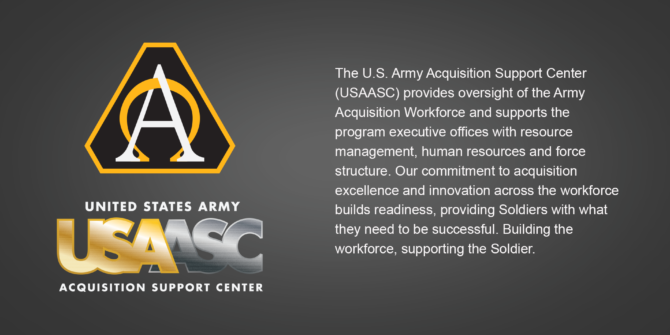 A
UNITED STATES ARMY
USAASC
ACQUISITION SUPPORT CENTER
The U.S. Army Acquisition Support Center
(USAASC) provides oversight of the Army
Acquisition Workforce and supports the
program executive offices with resource
management, human resources and force
structure. Our commitment to acquisition
excellence and innovation across the workforce
builds readiness, providing Soldiers with what
they need to be successful. Building the
workforce, supporting the Soldier.